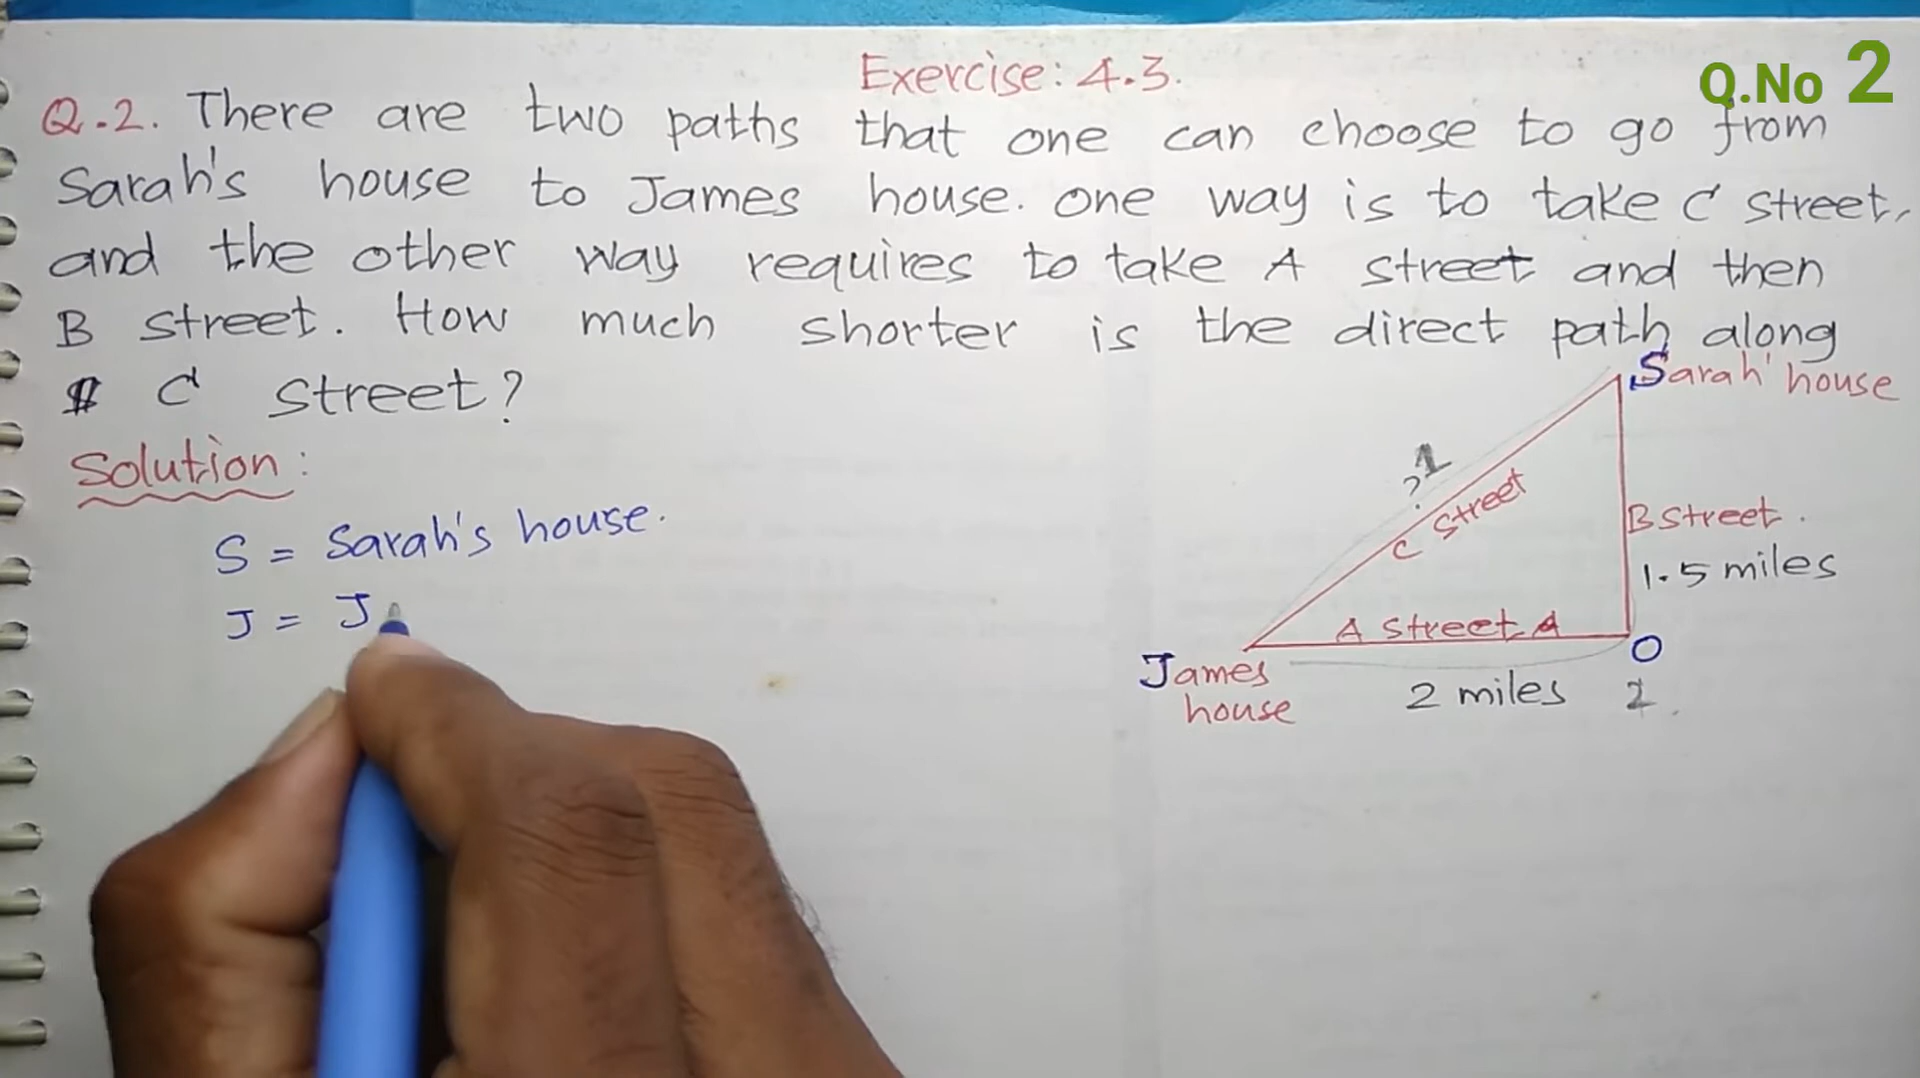 Exercise: 4.3.
Q.No 2
Q.2. There are two paths that one can choose to go from
Sarah's house to James house. one way is to take C street,
and the other way requires to take A street and then
B street. How much shorter is the direct path along
C street?
Sarah' house
Solution:
?
C Street
S = Sarah's house.
B street.
1.5 miles
J = J
A street
O
James
house
2 miles